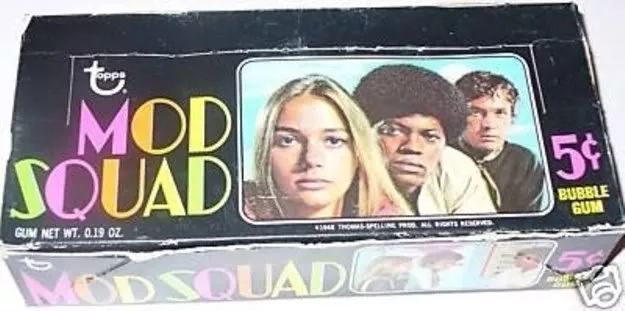 topps
MOD
SQUAD
GUM NET WT. 0.19 OZ.
©1968 THOMAS-SPELLING PROD. ALL RIGHTS RESERVED.
5¢
BUBBLE
GUM
MOD SQUAD
5¢